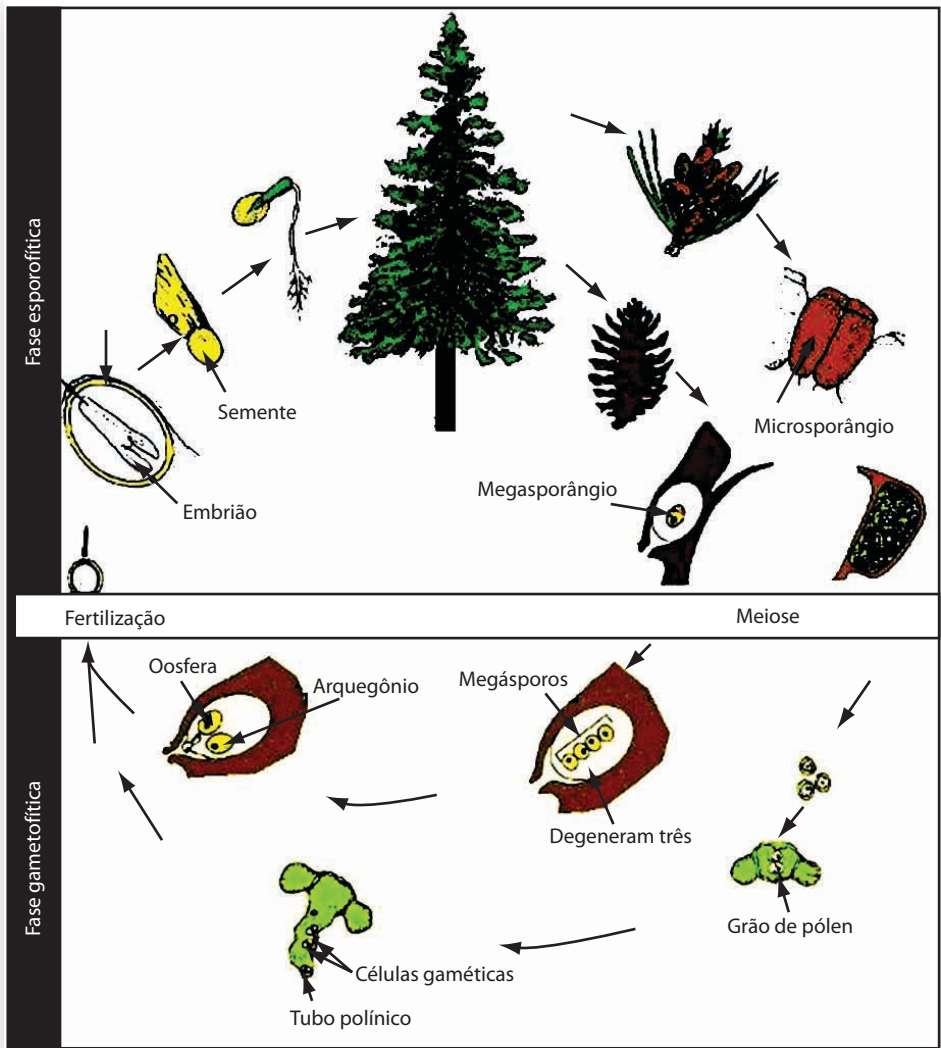 Fase esporofítica
Semente
Embrião
Microsporângio
Megasporângio
Fertilização
Meiose
Fase gametofítica
Oosfera
Arquegônio
Megásporos
Degeneram três
Grão de pólen
Células gaméticas
Tubo polínico